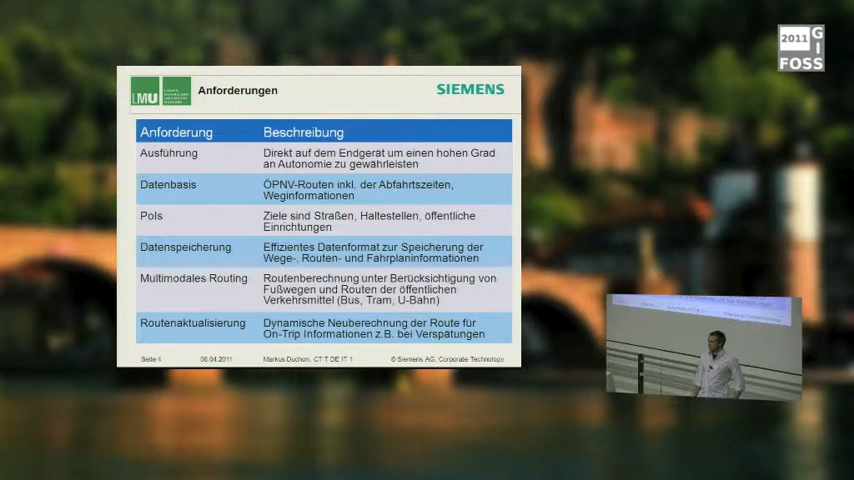 2011
G
I
FOSS
LMU
Anforderungen
SIEMENS
Anforderung Beschreibung
Ausführung Direkt auf dem Endgerät um einen hohen Grad
an Autonomie zu gewährleisten
Datenbasis ÖPNV-Routen inkl. der Abfahrtszeiten,
Weginformationen
PoIs Ziele sind Straßen, Haltestellen, öffentliche
Einrichtungen
Datenspeicherung Effizientes Datenformat zur Speicherung der
Wege-, Routen- und Fahrplaninformationen
Multimodales Routing Routenberechnung unter Berücksichtigung von
Fußwegen und Routen der öffentlichen
Verkehrsmittel (Bus, Tram, U-Bahn)
Routenaktualisierung Dynamische Neuberechnung der Route für
On-Trip Informationen z.B. bei Verspätungen
Seite 4 06.04.2011 Markus Duchon, CT T DE IT 1 © Siemens AG, Corporate Technology